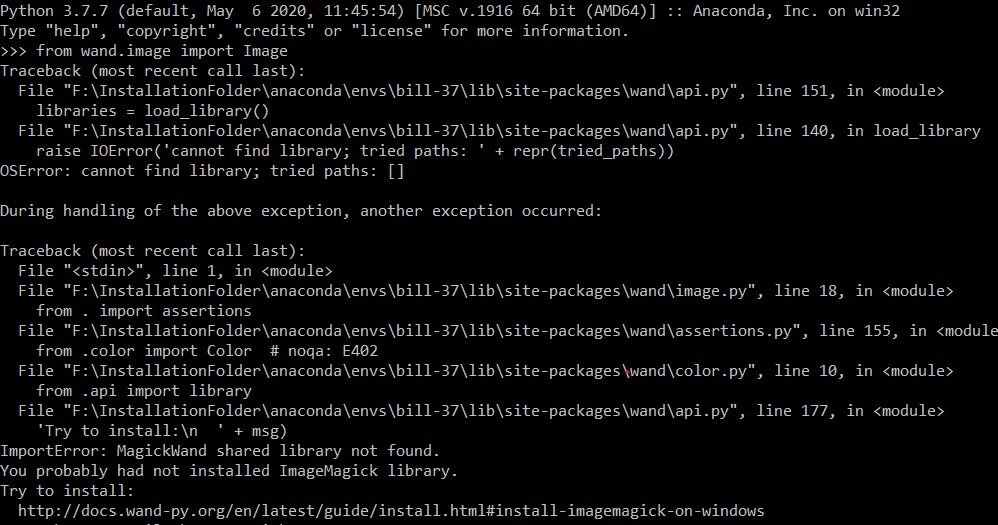 Python 3.7.7 (default, May  6 2020, 11:45:54) [MSC v.1916 64 bit (AMD64)] :: Anaconda, Inc. on win32
Type "help", "copyright", "credits" or "license" for more information.
>>> from wand.image import Image
Traceback (most recent call last):
  File "F:\InstallationFolder\anaconda\envs\bill-37\lib\site-packages\wand\api.py", line 151, in <module>
    libraries = load_library()
  File "F:\InstallationFolder\anaconda\envs\bill-37\lib\site-packages\wand\api.py", line 140, in load_library
    raise IOError('cannot find library; tried paths: ' + repr(tried_paths))
OSError: cannot find library; tried paths: []

During handling of the above exception, another exception occurred:

Traceback (most recent call last):
  File "<stdin>", line 1, in <module>
  File "F:\InstallationFolder\anaconda\envs\bill-37\lib\site-packages\wand\image.py", line 18, in <module>
    from . import assertions
  File "F:\InstallationFolder\anaconda\envs\bill-37\lib\site-packages\wand\assertions.py", line 155, in <module
    from .color import Color  # noqa: E402
  File "F:\InstallationFolder\anaconda\envs\bill-37\lib\site-packages\wand\color.py", line 10, in <module>
    from .api import library
  File "F:\InstallationFolder\anaconda\envs\bill-37\lib\site-packages\wand\api.py", line 177, in <module>
    'Try to install:\n  ' + msg)
ImportError: MagickWand shared library not found.
You probably had not installed ImageMagick library.
Try to install:
  http://docs.wand-py.org/en/latest/guide/install.html#install-imagemagick-on-windows